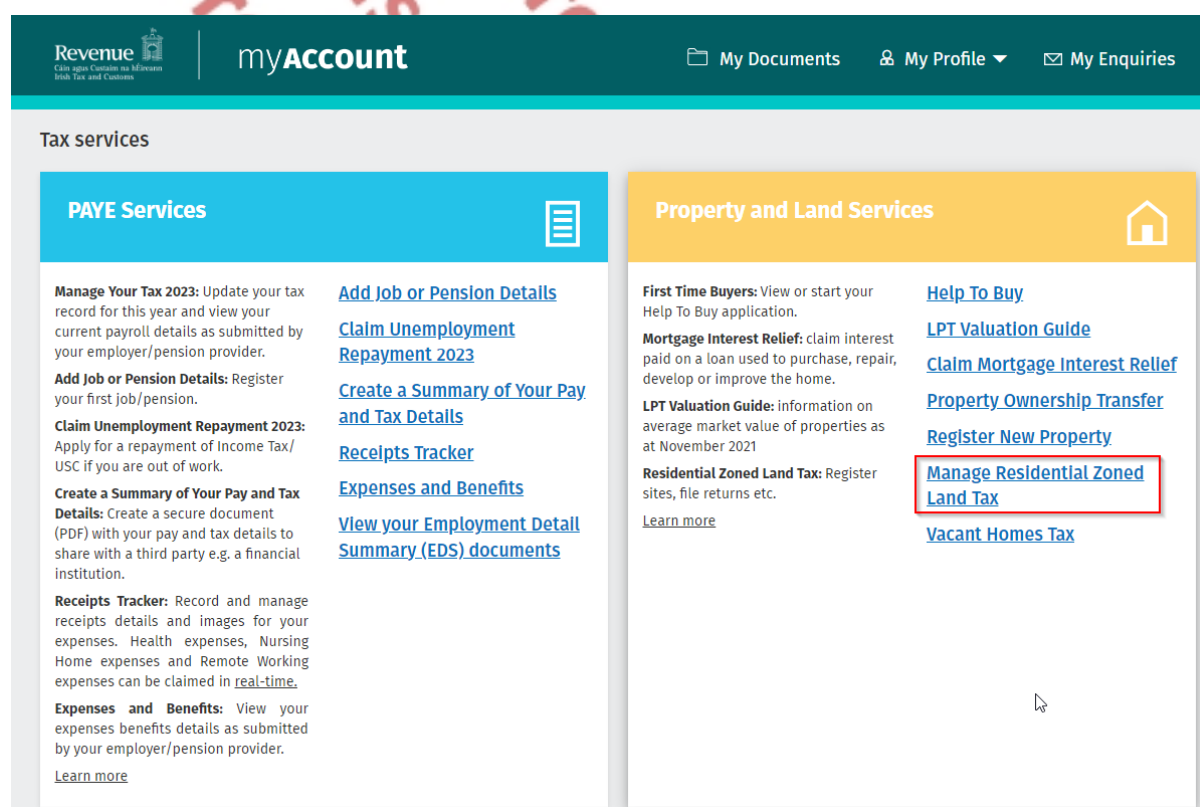 Revenue
Cáin agus Custaim na hÉireann
Irish Tax and Customs
myAccount
My Documents
My Profile
My Enquiries
Tax services
PAYE Services
Manage Your Tax 2023: Update your tax
record for this year and view your
current payroll details as submitted by
your employer/pension provider.
Add Job or Pension Details: Register
your first job/pension.
Claim Unemployment Repayment 2023:
Apply for a repayment of Income Tax/
USC if you are out of work.
Create a Summary of Your Pay and Tax
Details: Create a secure document
(PDF) with your pay and tax details to
share with a third party e.g. a financial
institution.
Receipts Tracker: Record and manage
receipts details and images for your
expenses. Health expenses, Nursing
Home expenses and Remote Working
expenses can be claimed in real-time.
Expenses and Benefits: View your
expenses benefits details as submitted
by your employer/pension provider.
Learn more
Add Job or Pension Details
Claim Unemployment
Repayment 2023
Create a Summary of Your Pay
and Tax Details
Receipts Tracker
Expenses and Benefits
View your Employment Detail
Summary (EDS) documents
Property and Land Services
First Time Buyers: View or start your
Help To Buy application.
Mortgage Interest Relief: claim interest
paid on a loan used to purchase, repair,
develop or improve the home.
LPT Valuation Guide: information on
average market value of properties as
at November 2021
Residential Zoned Land Tax: Register
sites, file returns etc.
Learn more
Help To Buy
LPT Valuation Guide
Claim Mortgage Interest Relief
Property Ownership Transfer
Register New Property
Manage Residential Zoned
Land Tax
Vacant Homes Tax